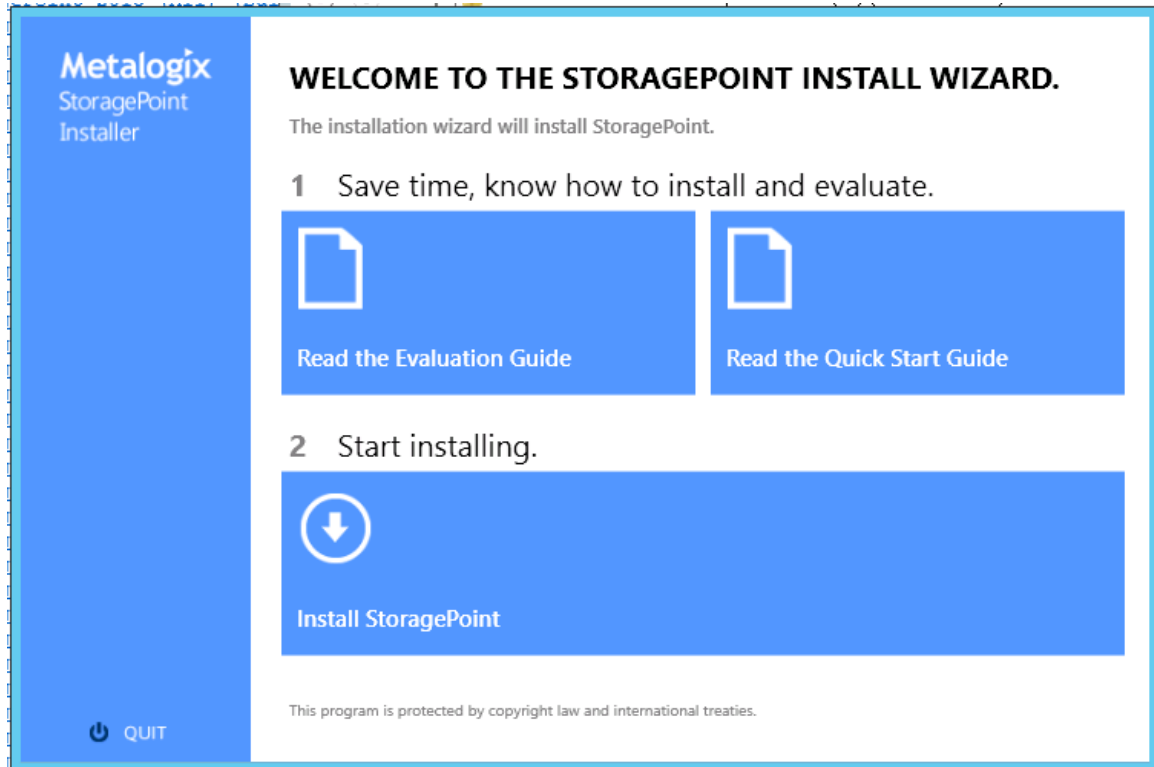 Metalogix
StoragePoint
Installer
WELCOME TO THE STORAGEPOINT INSTALL WIZARD.
The installation wizard will install StoragePoint.
1 Save time, know how to install and evaluate.
Read the Evaluation Guide
Read the Quick Start Guide
2 Start installing.
Install StoragePoint
This program is protected by copyright law and international treaties.
QUIT